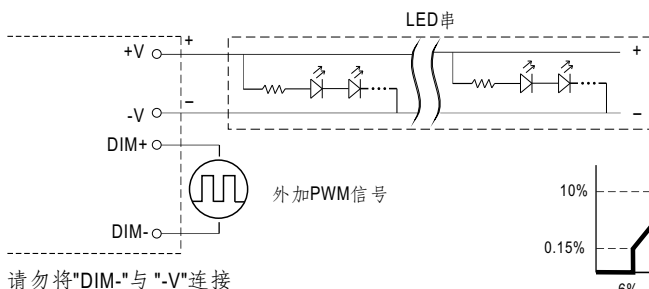 LED串
+V
+
+
-V
−
−
DIM+
外加PWM信号
DIM-
10%
0.15%
6%
请勿将"DIM-"与 "-V"连接